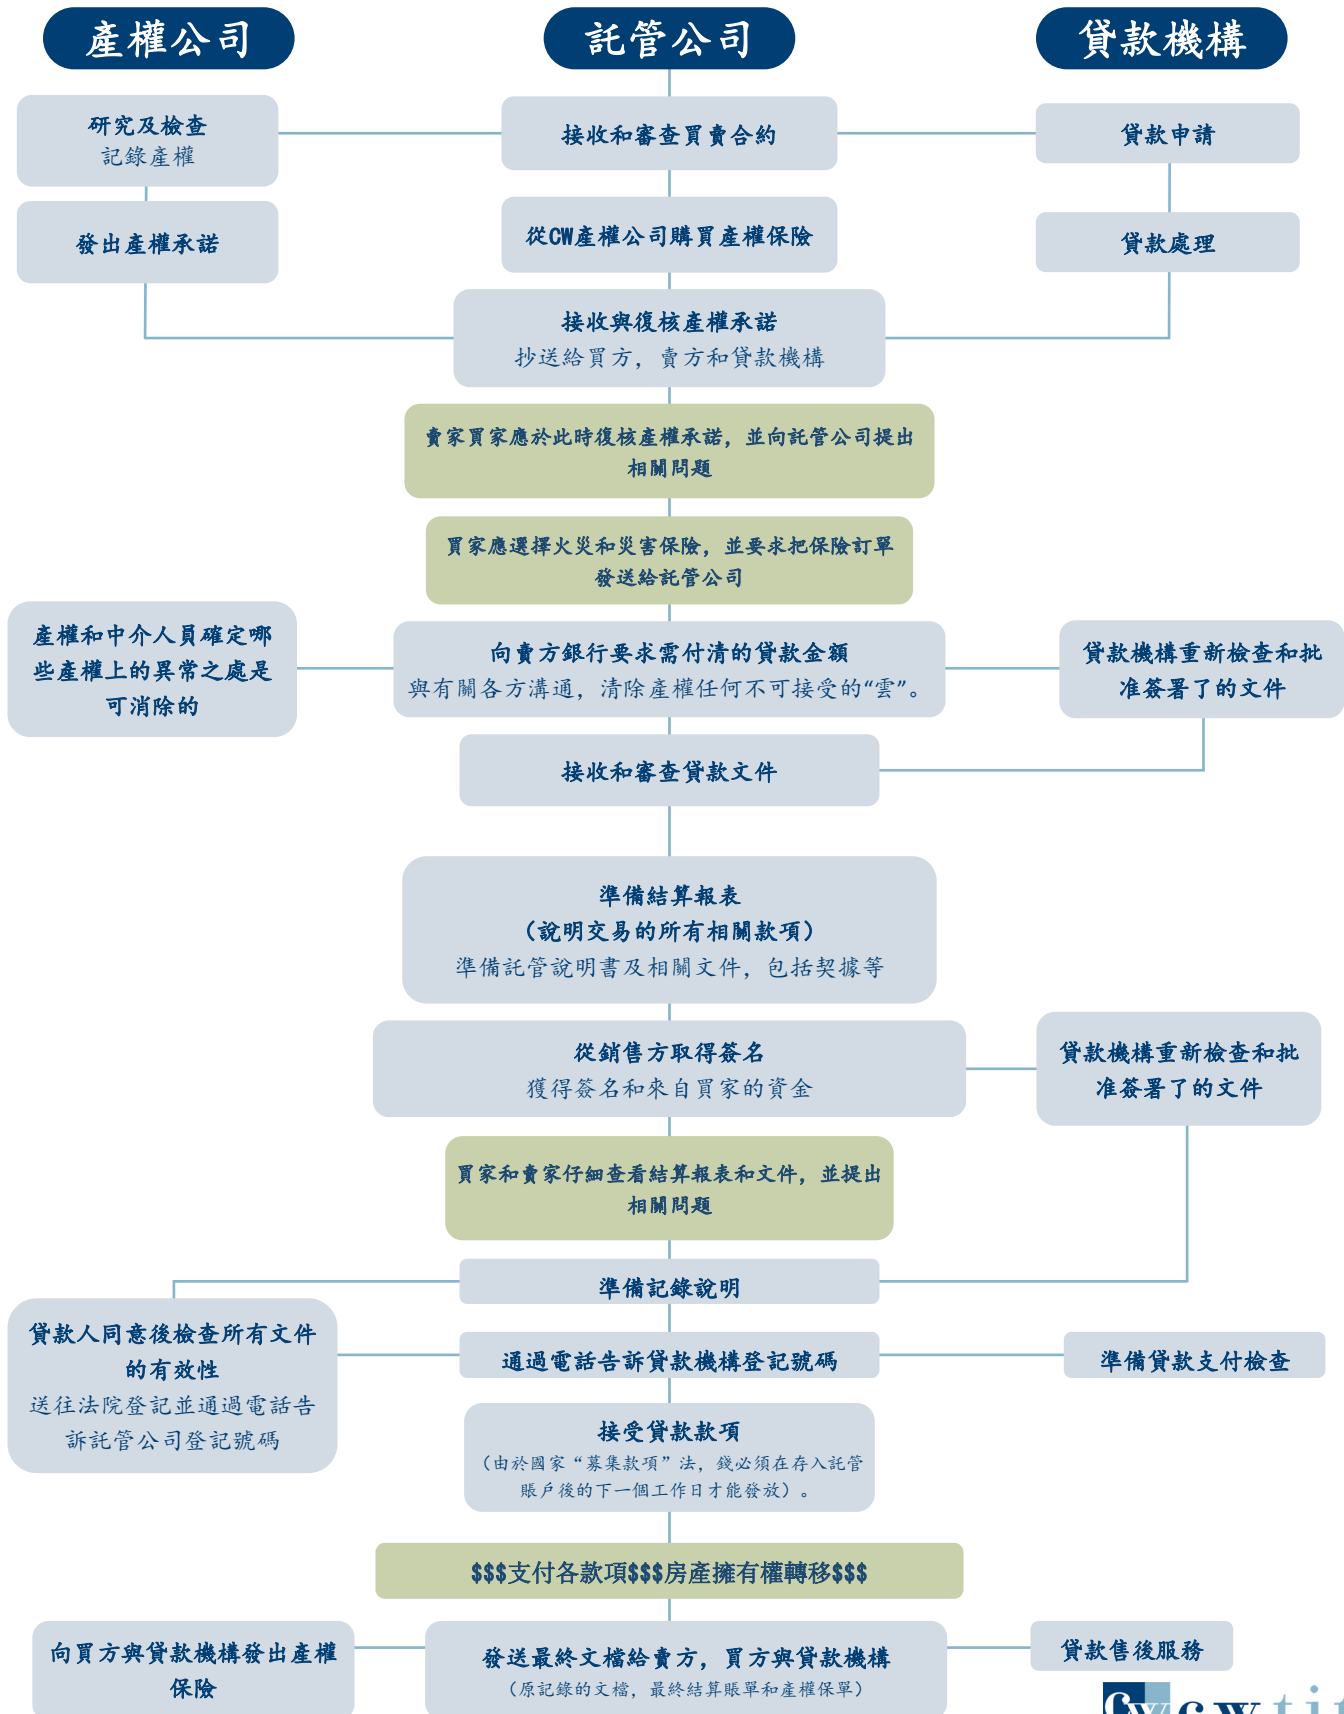 產權公司
託管公司
貸款機構
研究及檢查
記錄產權
接收和審查買賣合約
貸款申請
發出產權承諾
從CW產權公司購買產權保險
貸款處理
接收與復核產權承諾
抄送給買方, 賣方和貸款機構
賣家買家應於此時復核產權承諾, 並向託管公司提出
相關問題
買家應選擇火災和災害保險, 並要求把保險訂單
發送給託管公司
產權和中介人員確定哪
些產權上的異常之處是
可消除的
向賣方銀行要求需付清的貸款金額
與有關各方溝通, 清除產權任何不可接受的“雲”。
貸款機構重新檢查和批
准簽署了的文件
接收和審查貸款文件
準備結算報表
（說明交易的所有相關款項）
準備託管說明書及相關文件, 包括契據等
從銷售方取得簽名
獲得簽名和來自買家的資金
貸款機構重新檢查和批
准簽署了的文件
買家和賣家仔細查看結算報表和文件, 並提出
相關問題
準備記錄說明
貸款人同意後檢查所有文件
的有效性
送往法院登記並通過電話告
訴託管公司登記號碼
通過電話告訴貸款機構登記號碼
準備貸款支付檢查
接受貸款款項
（由於國家“募集款項”法, 錢必須在存入託管
賬戶後的下一個工作日才能發放）。
$$$支付各款項$$$房產擁有權轉移$$$
向買方與貸款機構發出產權
保險
發送最終文檔給賣方, 買方與貸款機構
（原記錄的文檔, 最終結算賬單和產權保單）
貸款售後服務
cw cw tit